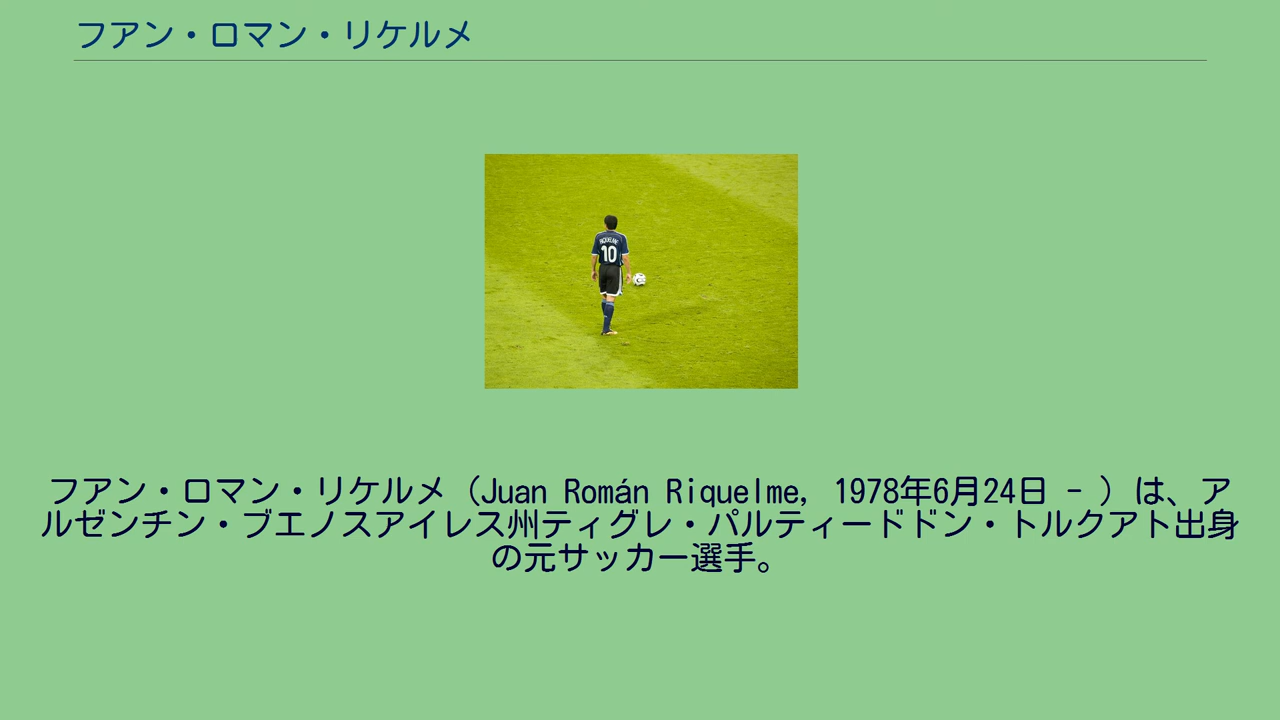 フアン・ロマン・リケルメ
RIQUELME
10
フアン・ロマン・リケルメ（Juan Román Riquelme, 1978年6月24日 - ）は、ア
ルゼンチン・ブエノスアイレス州ティグレ・パルティードドン・トルクアト出身
の元サッカー選手。